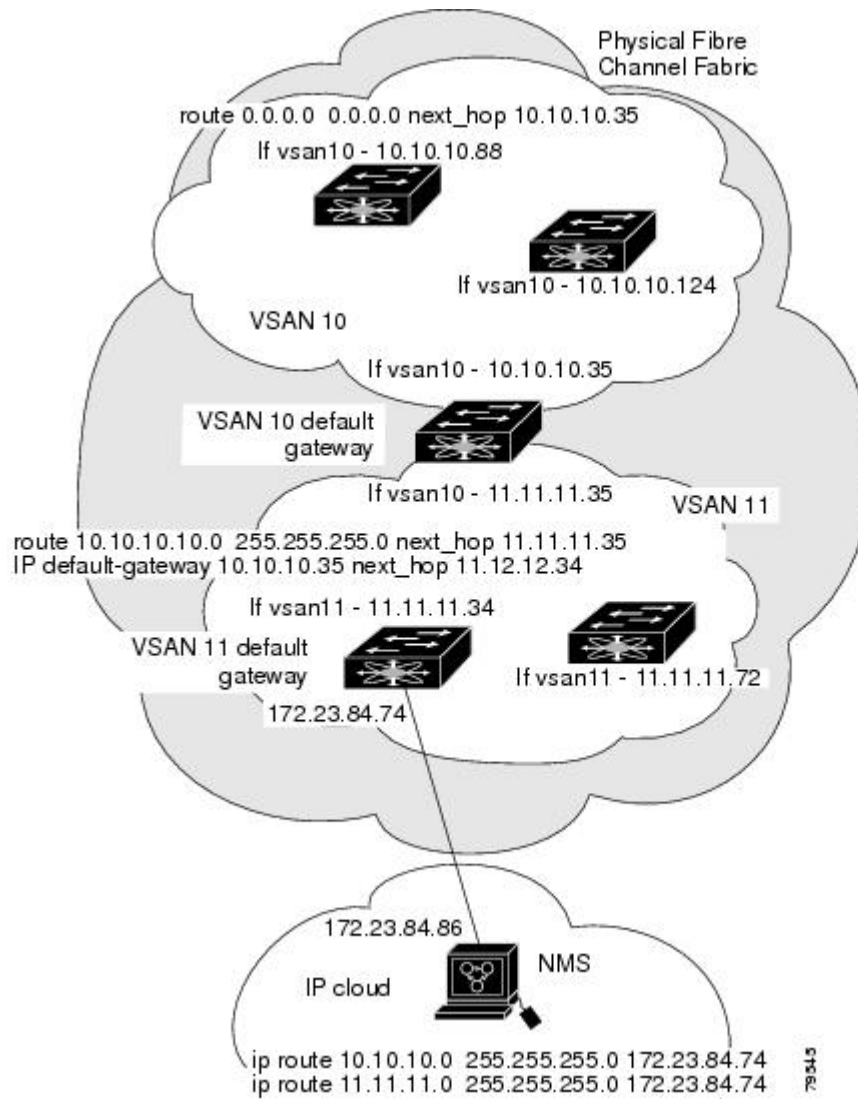 Physical Fibre
Channel Fabric
route 0.0.0.0 0.0.0.0 next_hop 10.10.10.35
If vsan10 - 10.10.10.88
If vsan10 - 10.10.10.124
VSAN 10
If vsan10 - 10.10.10.35
VSAN 10 default
gateway
If vsan10 - 11.11.11.35
VSAN 11
route 10.10.10.10.0 255.255.255.0 next_hop 11.11.11.35
IP default-gateway 10.10.10.35 next_hop 11.12.12.34
If vsan11 - 11.11.11.34
VSAN 11 default
gateway
If vsan11 - 11.11.11.72
172.23.84.74
172.23.84.86
NMS
IP cloud
ip route 10.10.10.0 255.255.255.0 172.23.84.74
ip route 11.11.11.0 255.255.255.0 172.23.84.74
79545